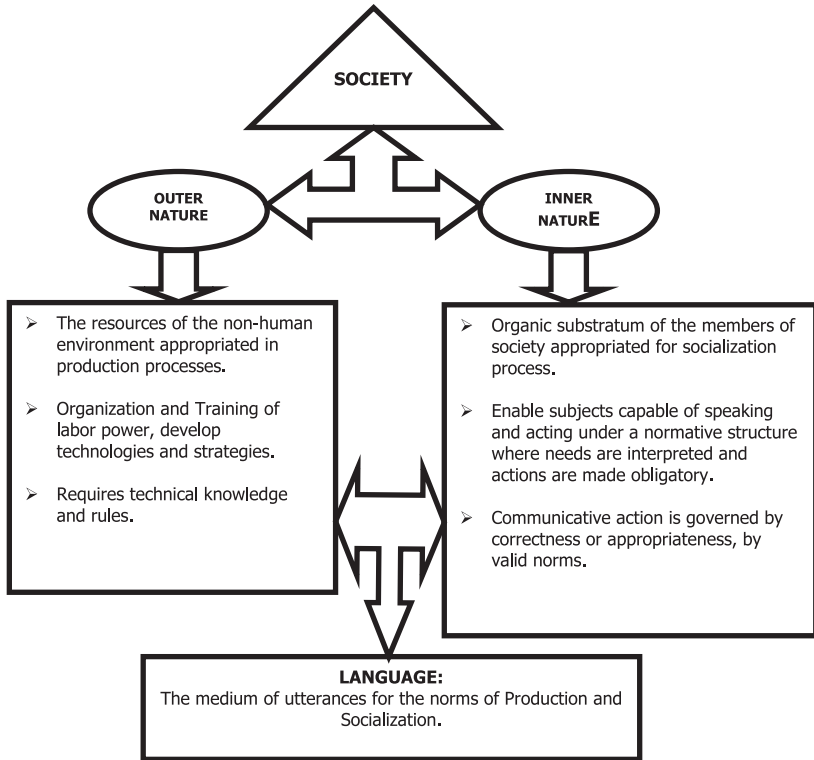 SOCIETY
OUTER
NATURE
INNER
NATURE
➢ The resources of the non-human
environment appropriated in
production processes.
➢ Organization and Training of
labor power, develop
technologies and strategies.
➢ Requires technical knowledge
and rules.
➢ Organic substratum of the members of
society appropriated for socialization
process.
➢ Enable subjects capable of speaking
and acting under a normative structure
where needs are interpreted and
actions are made obligatory.
➢ Communicative action is governed by
correctness or appropriateness, by
valid norms.
LANGUAGE:
The medium of utterances for the norms of Production and
Socialization.